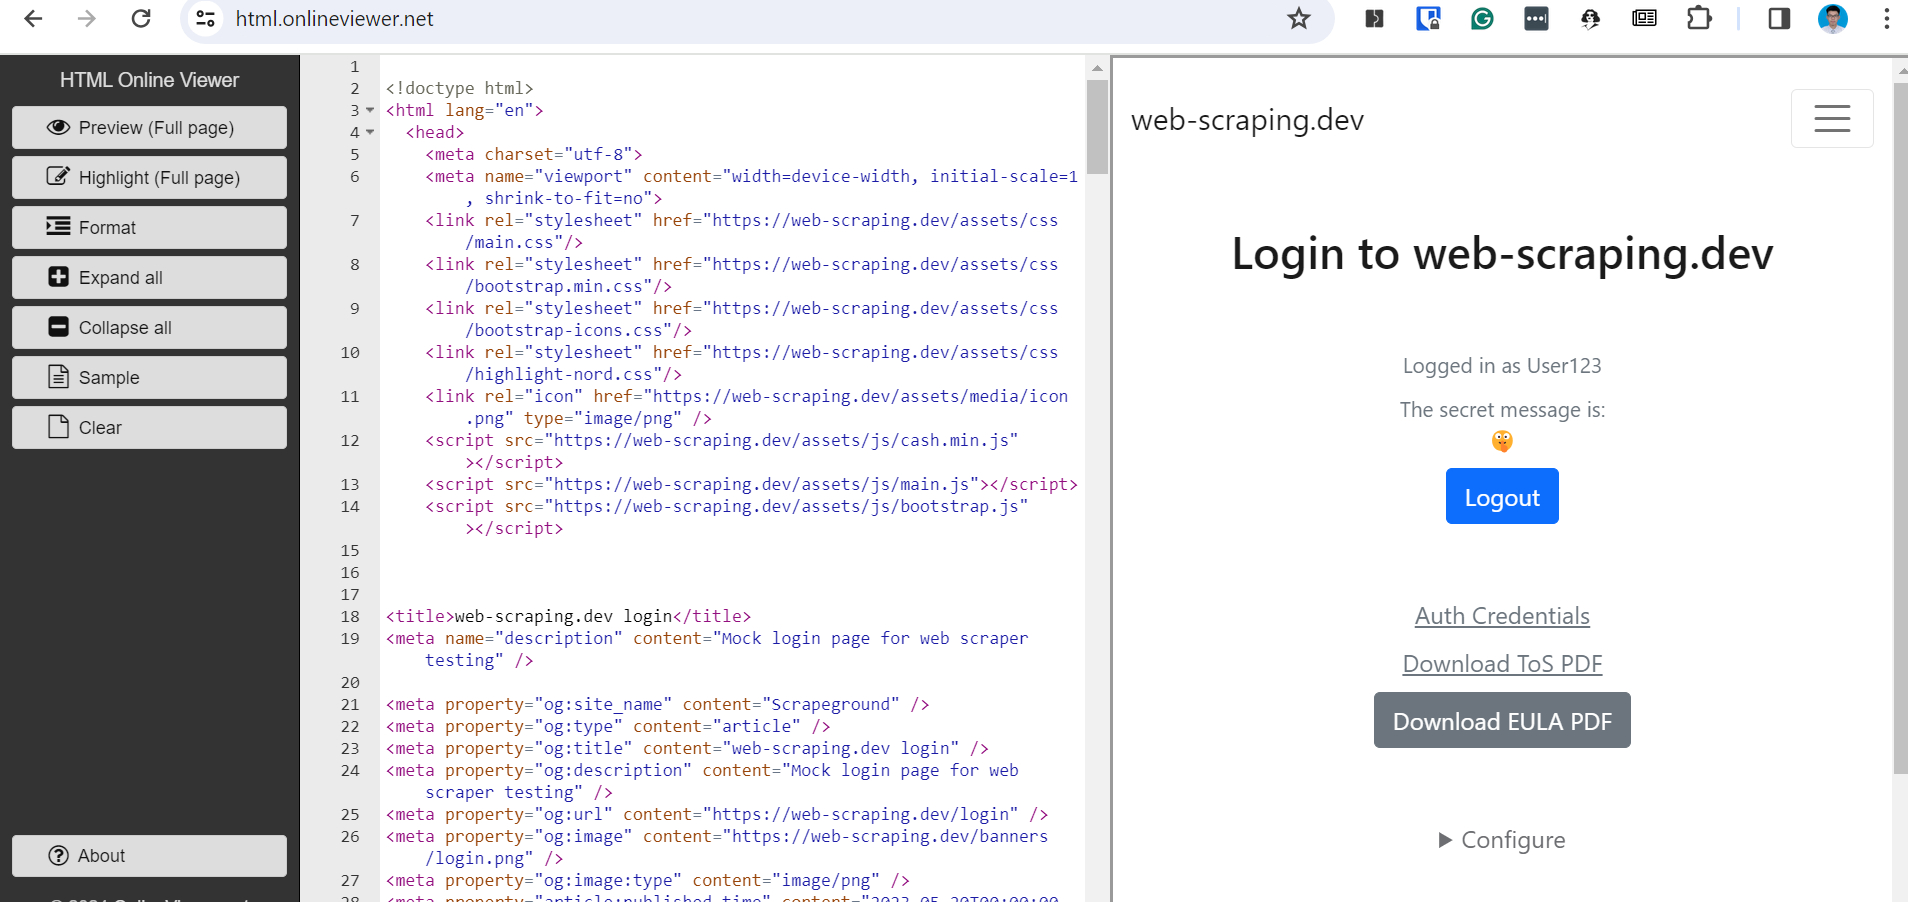 html.onlineviewer.net
HTML Online Viewer
Preview (Full page)
Highlight (Full page)
Format
Expand all
Collapse all
Sample
Clear
About
1
2 <!doctype html>
3 <html lang="en">
4 <head>
5 <meta charset="utf-8">
6 <meta name="viewport" content="width=device-width, initial-scale=1
, shrink-to-fit=no">
7 <link rel="stylesheet" href="https://web-scraping.dev/assets/css
/main.css"/>
8 <link rel="stylesheet" href="https://web-scraping.dev/assets/css
/bootstrap.min.css"/>
9 <link rel="stylesheet" href="https://web-scraping.dev/assets/css
/bootstrap-icons.css"/>
10 <link rel="stylesheet" href="https://web-scraping.dev/assets/css
/highlight-nord.css"/>
11 <link rel="icon" href="https://web-scraping.dev/assets/media/icon
.png" type="image/png" />
12 <script src="https://web-scraping.dev/assets/js/cash.min.js"
></script>
13 <script src="https://web-scraping.dev/assets/js/main.js"></script>
14 <script src="https://web-scraping.dev/assets/js/bootstrap.js"
></script>
15
16
17
18 <title>web-scraping.dev login</title>
19 <meta name="description" content="Mock login page for web scraper
testing" />
20
21 <meta property="og:site_name" content="Scrapeground" />
22 <meta property="og:type" content="article" />
23 <meta property="og:title" content="web-scraping.dev login" />
24 <meta property="og:description" content="Mock login page for web
scraper testing" />
25 <meta property="og:url" content="https://web-scraping.dev/login" />
26 <meta property="og:image" content="https://web-scraping.dev/banners
/login.png" />
27 <meta property="og:image:type" content="image/png" />
28 <meta property="article:published_time" content="2023-05-20T00:00:00
web-scraping.dev
Login to web-scraping.dev
Logged in as User123
The secret message is:
🤪
Logout
Auth Credentials
Download ToS PDF
Download EULA PDF
▶ Configure